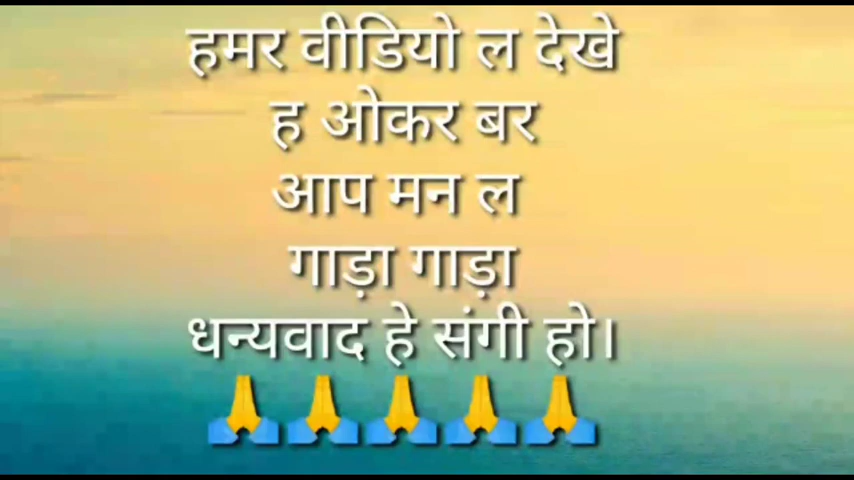 हमर वीडियो ल देखे
ह ओकर बर
आप मन ल
गाड़ा गाड़ा
धन्यवाद हे संगी हो।
🙏🙏🙏🙏🙏